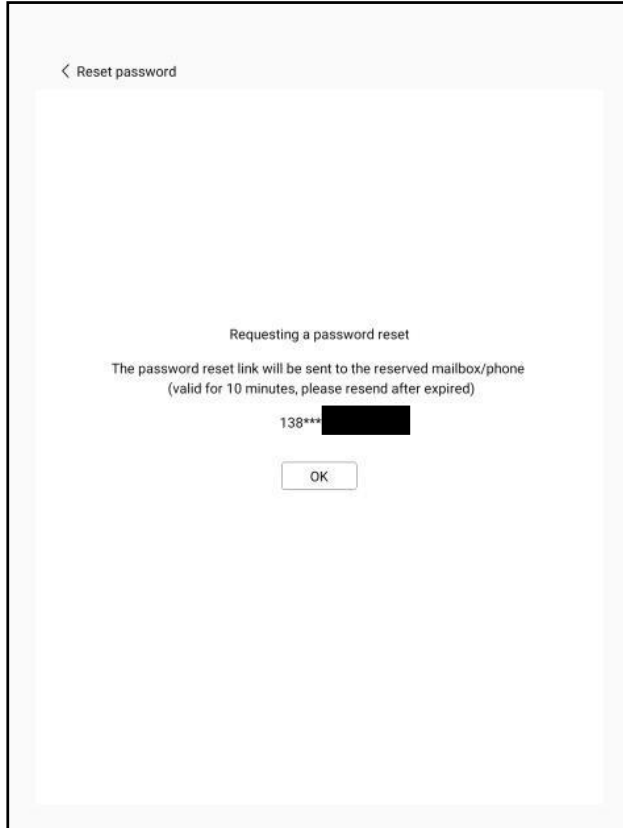 Reset password
Requesting a password reset
The password reset link will be sent to the reserved mailbox/phone
(valid for 10 minutes, please resend after expired)
138***
OK